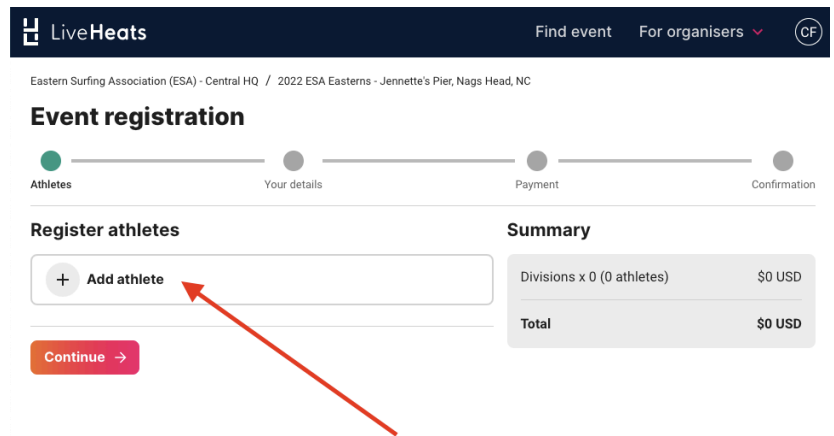 LiveHeats Find event For organisers CF
Eastern Surfing Association (ESA) - Central HQ / 2022 ESA Easterns - Jennette's Pier, Nags Head, NC
Event registration
Athletes Your details Payment Confirmation
Register athletes
+ Add athlete
Continue →
Summary
Divisions x 0 (0 athletes) $0 USD
Total $0 USD